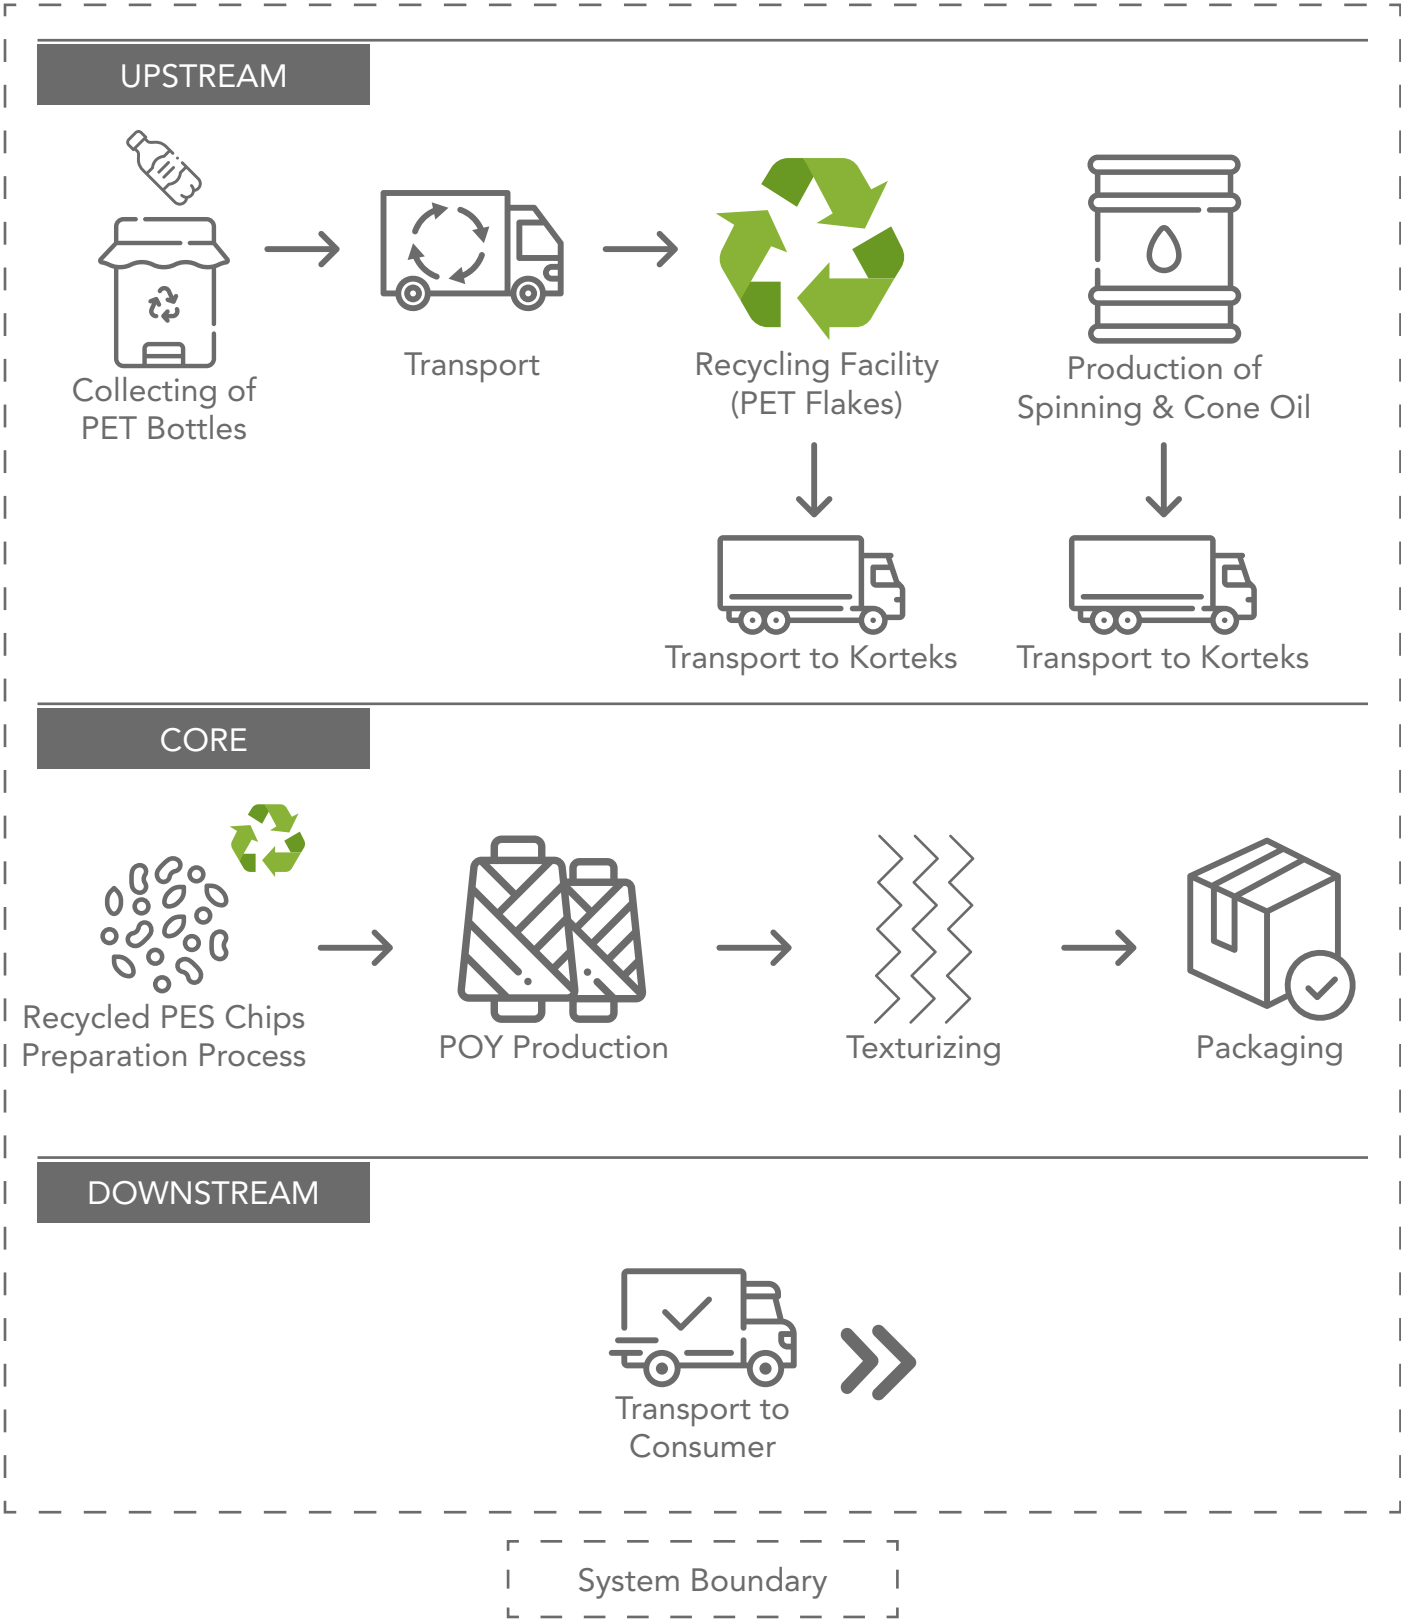 UPSTREAM
Collecting of
PET Bottles
Transport
Recycling Facility
(PET Flakes)
Production of
Spinning & Cone Oil
Transport to Korteks
Transport to Korteks
CORE
Recycled PES Chips
Preparation Process
POY Production
Texturizing
Packaging
DOWNSTREAM
Transport to
Consumer
System Boundary